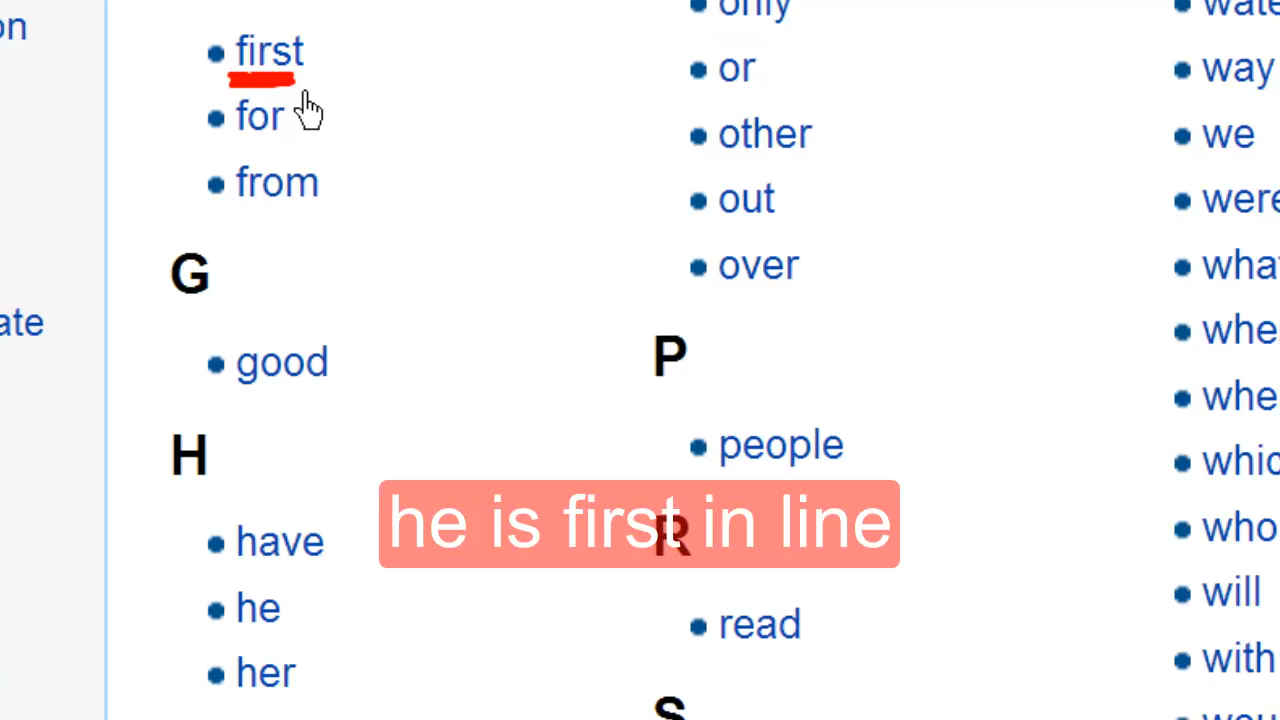 on
ate
first
for
from
G
good
H
have
he
her
only
or
other
out
over
P
people
R
read
S
way
we
who
will
with
he is first in line